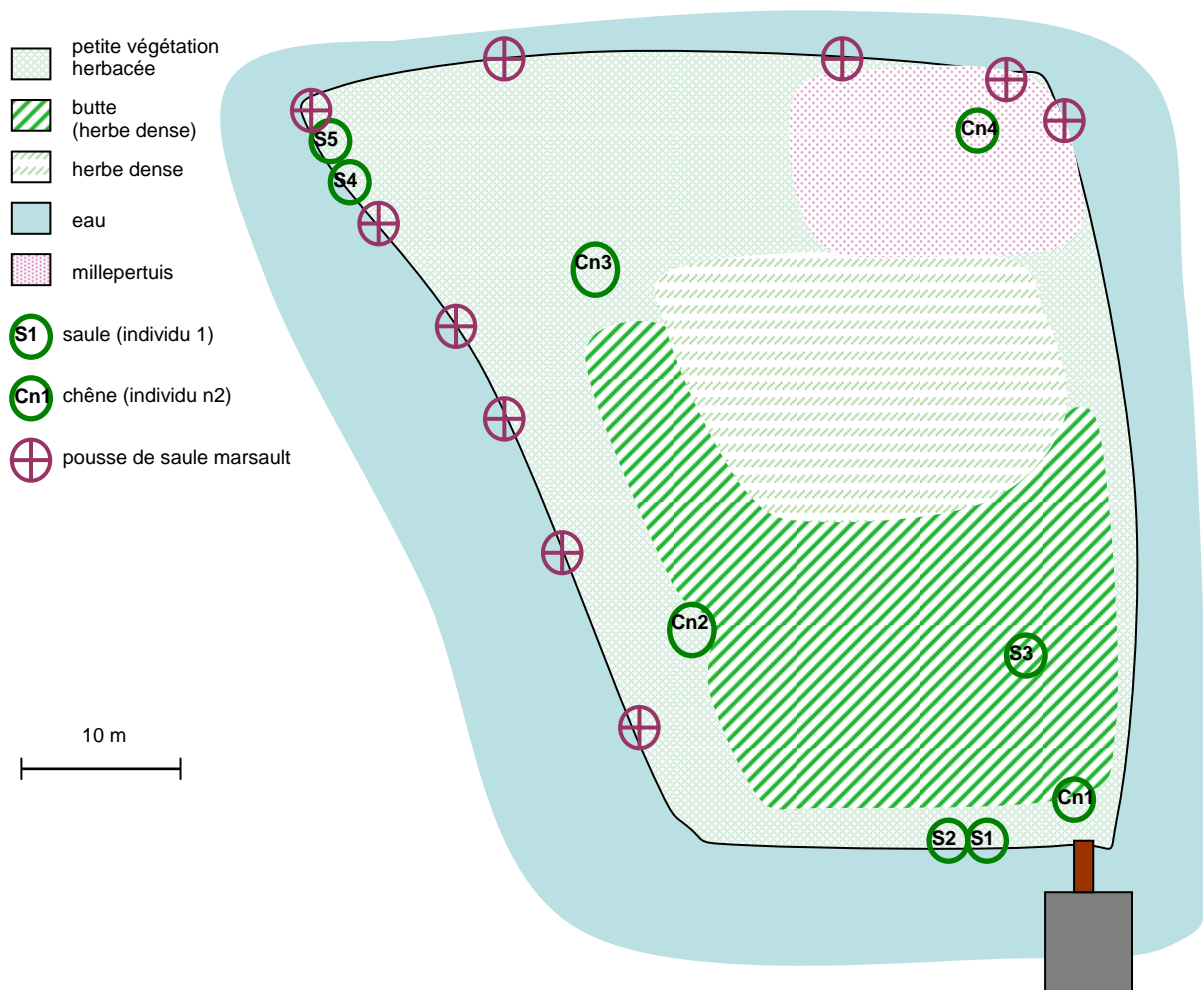 petite végétation
herbacée
butte
(herbe dense)
herbe dense
eau
millepertuis
S1 saule (individu 1)
Cn1 chêne (individu n2)
pousse de saule marsault
10 m
S5
S4
Cn4
Cn3
Cn2
S3
Cn1
S2
S1